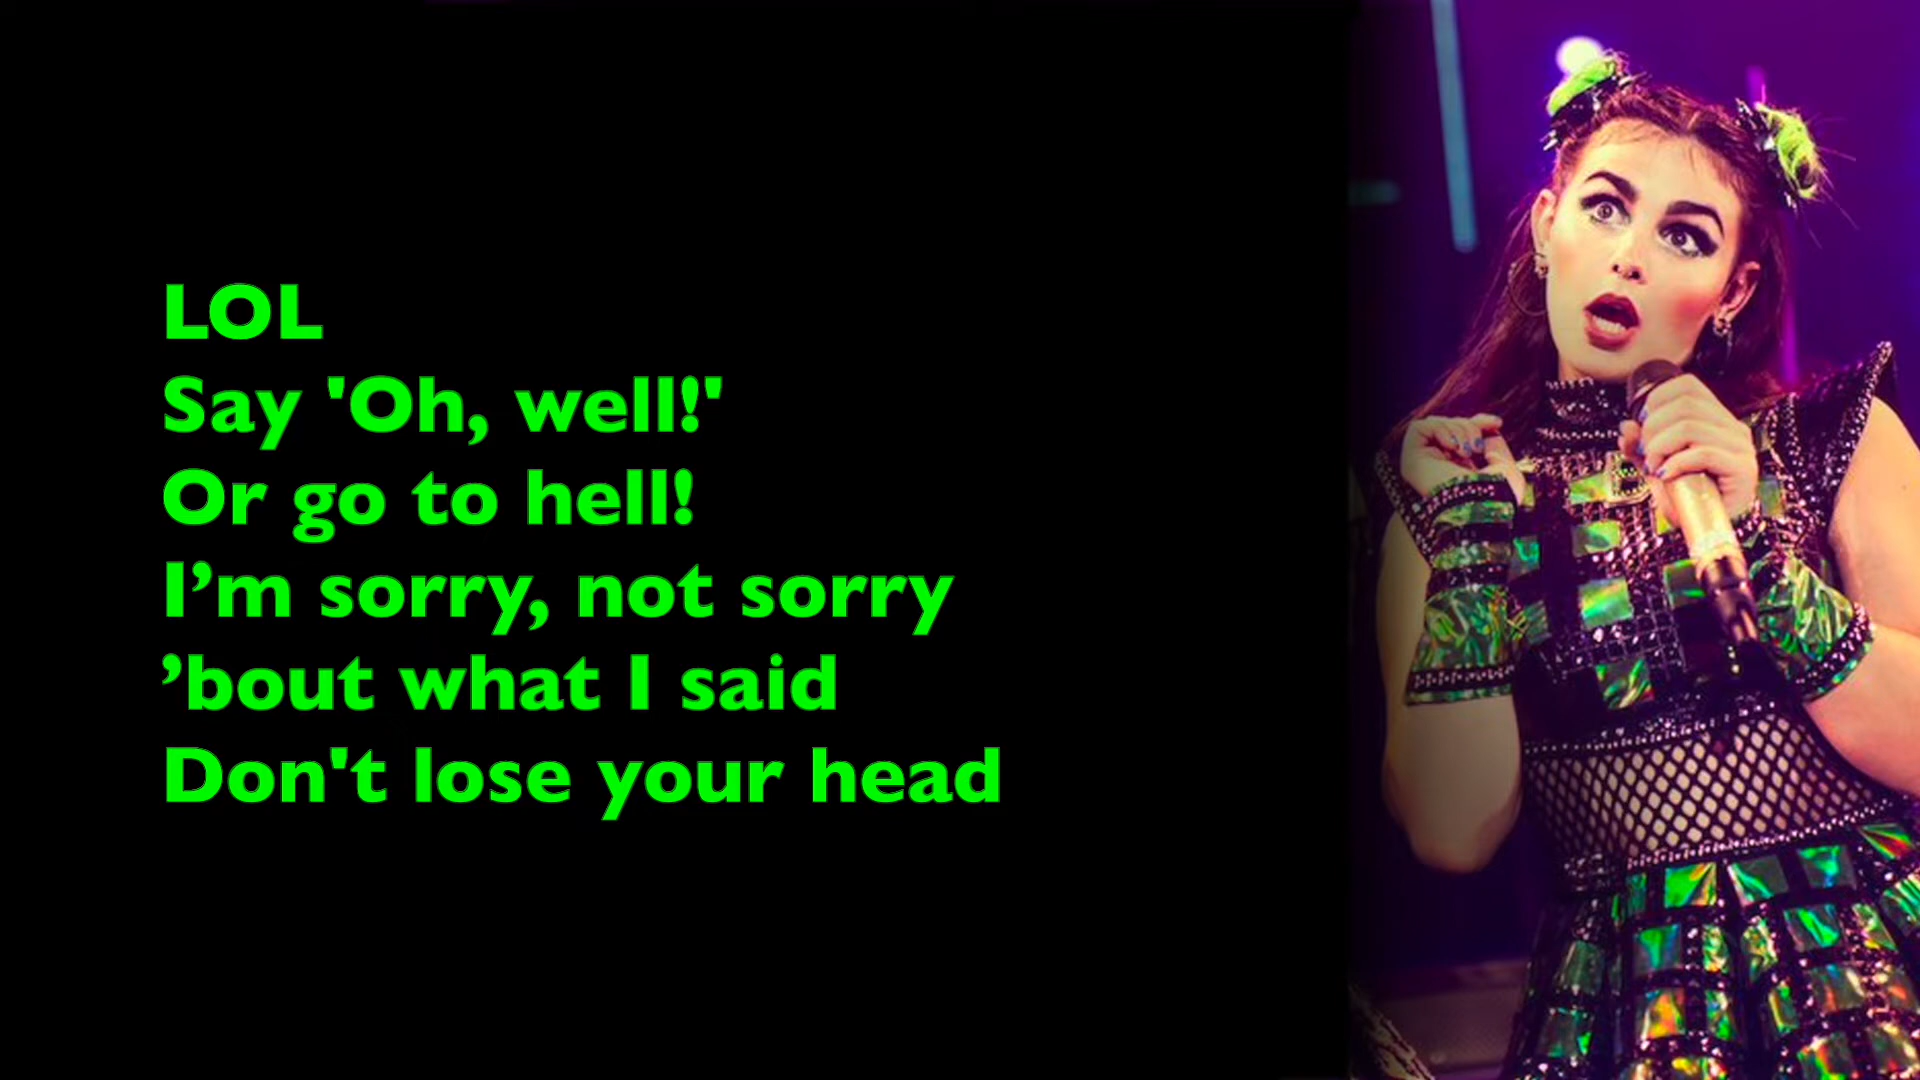 LOL
Say 'Oh, well!'
Or go to hell!
I’m sorry, not sorry
’bout what I said
Don't lose your head